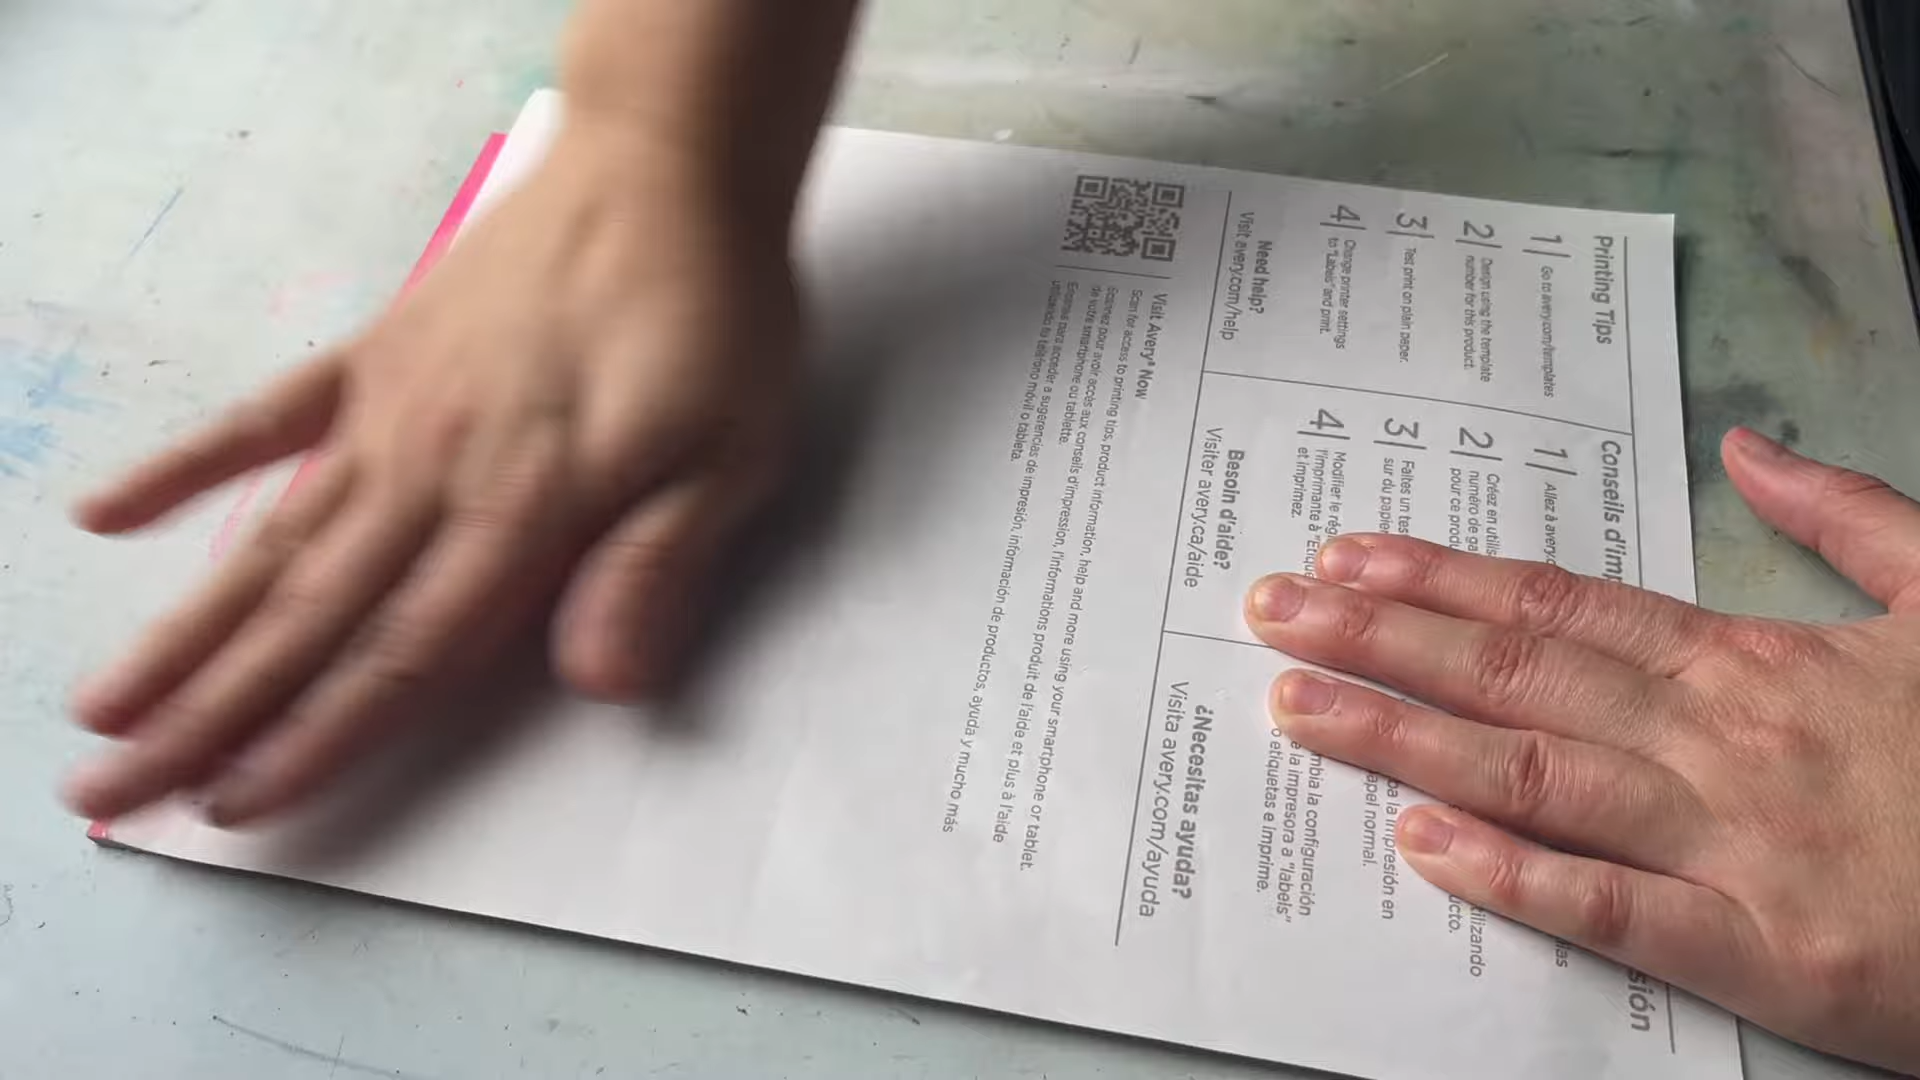 Printing Tips
1| Go to avery.com/templates
2| Design using the template
number for this product.
3| Test print on plain paper.
4| Change printer settings
to "Labels" and print.
Need help?
Visit avery.com/help
Conseils d'imp
1| Allez à avery.c
2| Créez en utilis
numéro de ga
pour ce produ
3| Faites un tes
sur du papier
4| Modifier le rég
l'imprimante à "Étique
et imprimez.
Besoin d'aide?
Visiter avery.ca/aide
sión
llas
tilizando
ucto.
ba la impresión en
apel normal.
mbia la configuración
e la impresora a "labels"
o etiquetas e imprime.
¿Necesitas ayuda?
Visita avery.com/ayuda
Visit Avery® Now
Scan for access to printing tips, product information, help and more using your smartphone or tablet.
Scannez pour avoir accès aux conseils d'impression, l'informations produit de l'aide et plus à l'aide
de votre smartphone ou tablette.
Escanea para acceder a sugerencias de impresión, información de productos, ayuda y mucho más
utilizando tu teléfono móvil o tableta.